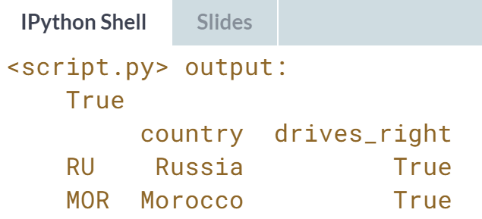 IPython Shell Slides
<script.py> output:
True
country drives_right
RU Russia True
MOR Morocco True